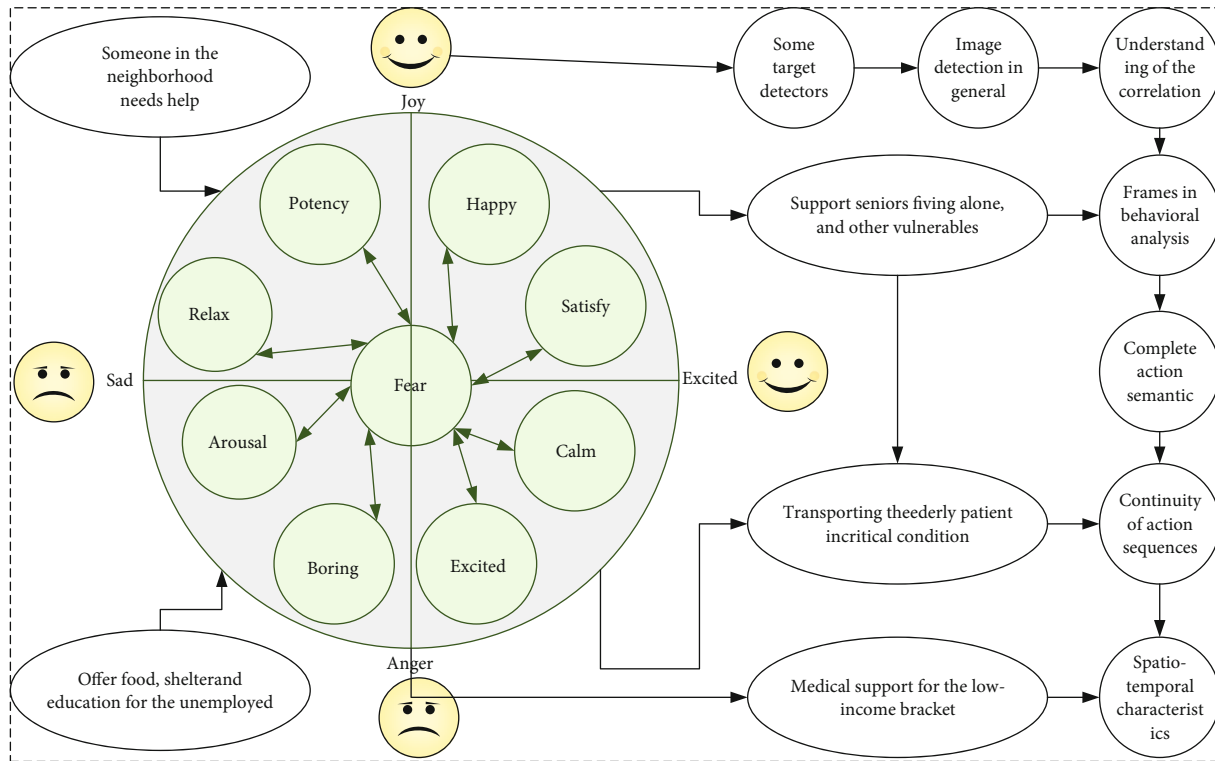 Someone in the
neighborhood
needs help
Joy
Some
target
detectors
Image
detection in
general
Understand
ing of the
correlation
Potency
Happy
Support seniors fiving alone,
and other vulnerables
Frames in
behavioral
analysis
Relax
Satisfy
Sad
Fear
Excited
Complete
action
semantic
Arousal
Calm
Transporting theederly patient
incritical condition
Continuity
of action
sequences
Boring
Excited
Anger
Offer food, shelterand
education for the unemployed
Medical support for the low-
income bracket
Spatio-
temporal
characterist
ics